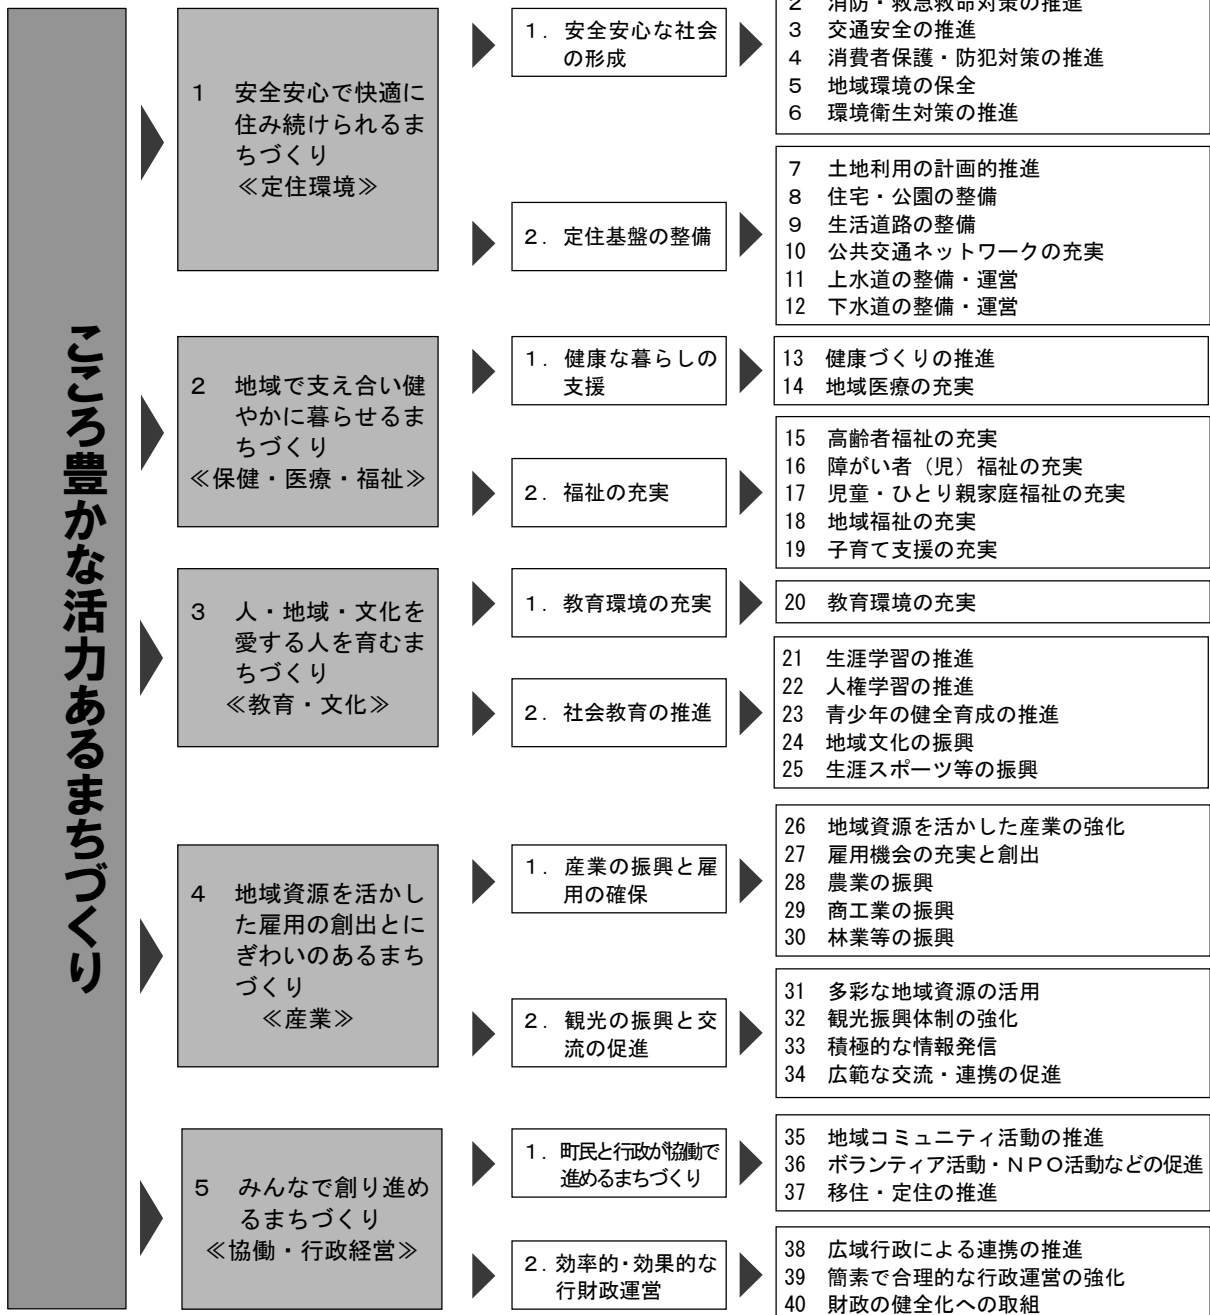 こころ豊かな活力あるまちづくり
１　安全安心で快適に
住み続けられるま
ちづくり
≪定住環境≫
１．安全安心な社会
の形成
２　消防・救急救命対策の推進
３　交通安全の推進
４　消費者保護・防犯対策の推進
５　地域環境の保全
６　環境衛生対策の推進
２．定住基盤の整備
７　土地利用の計画的推進
８　住宅・公園の整備
９　生活道路の整備
10　公共交通ネットワークの充実
11　上水道の整備・運営
12　下水道の整備・運営
２　地域で支え合い健
やかに暮らせるま
ちづくり
≪保健・医療・福祉≫
１．健康な暮らしの
支援
13　健康づくりの推進
14　地域医療の充実
２．福祉の充実
15　高齢者福祉の充実
16　障がい者（児）福祉の充実
17　児童・ひとり親家庭福祉の充実
18　地域福祉の充実
19　子育て支援の充実
３　人・地域・文化を
愛する人を育むま
ちづくり
≪教育・文化≫
１．教育環境の充実
20　教育環境の充実
２．社会教育の推進
21　生涯学習の推進
22　人権学習の推進
23　青少年の健全育成の推進
24　地域文化の振興
25　生涯スポーツ等の振興
４　地域資源を活かし
た雇用の創出とに
ぎわいのあるまち
づくり
≪産業≫
１．産業の振興と雇
用の確保
26　地域資源を活かした産業の強化
27　雇用機会の充実と創出
28　農業の振興
29　商工業の振興
30　林業等の振興
２．観光の振興と交
流の促進
31　多彩な地域資源の活用
32　観光振興体制の強化
33　積極的な情報発信
34　広範な交流・連携の促進
５　みんなで創り進め
るまちづくり
≪協働・行政経営≫
１．町民と行政が協働で
進めるまちづくり
35　地域コミュニティ活動の推進
36　ボランティア活動・ＮＰＯ活動などの促進
37　移住・定住の推進
２．効率的・効果的な
行財政運営
38　広域行政による連携の推進
39　簡素で合理的な行政運営の強化
40　財政の健全化への取組